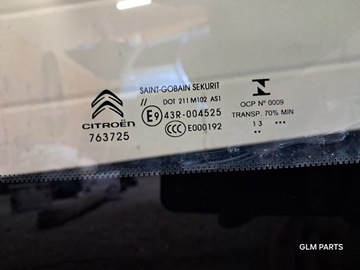 CITROËN
763725
SAINT-GOBAIN SEKURIT
// DOT 211 M102 AS1
E9 43R-004525
CCC E000192
N
OCP Nº 0009
TRANSP. 70% MIN
13 ...
..
GLM PARTS